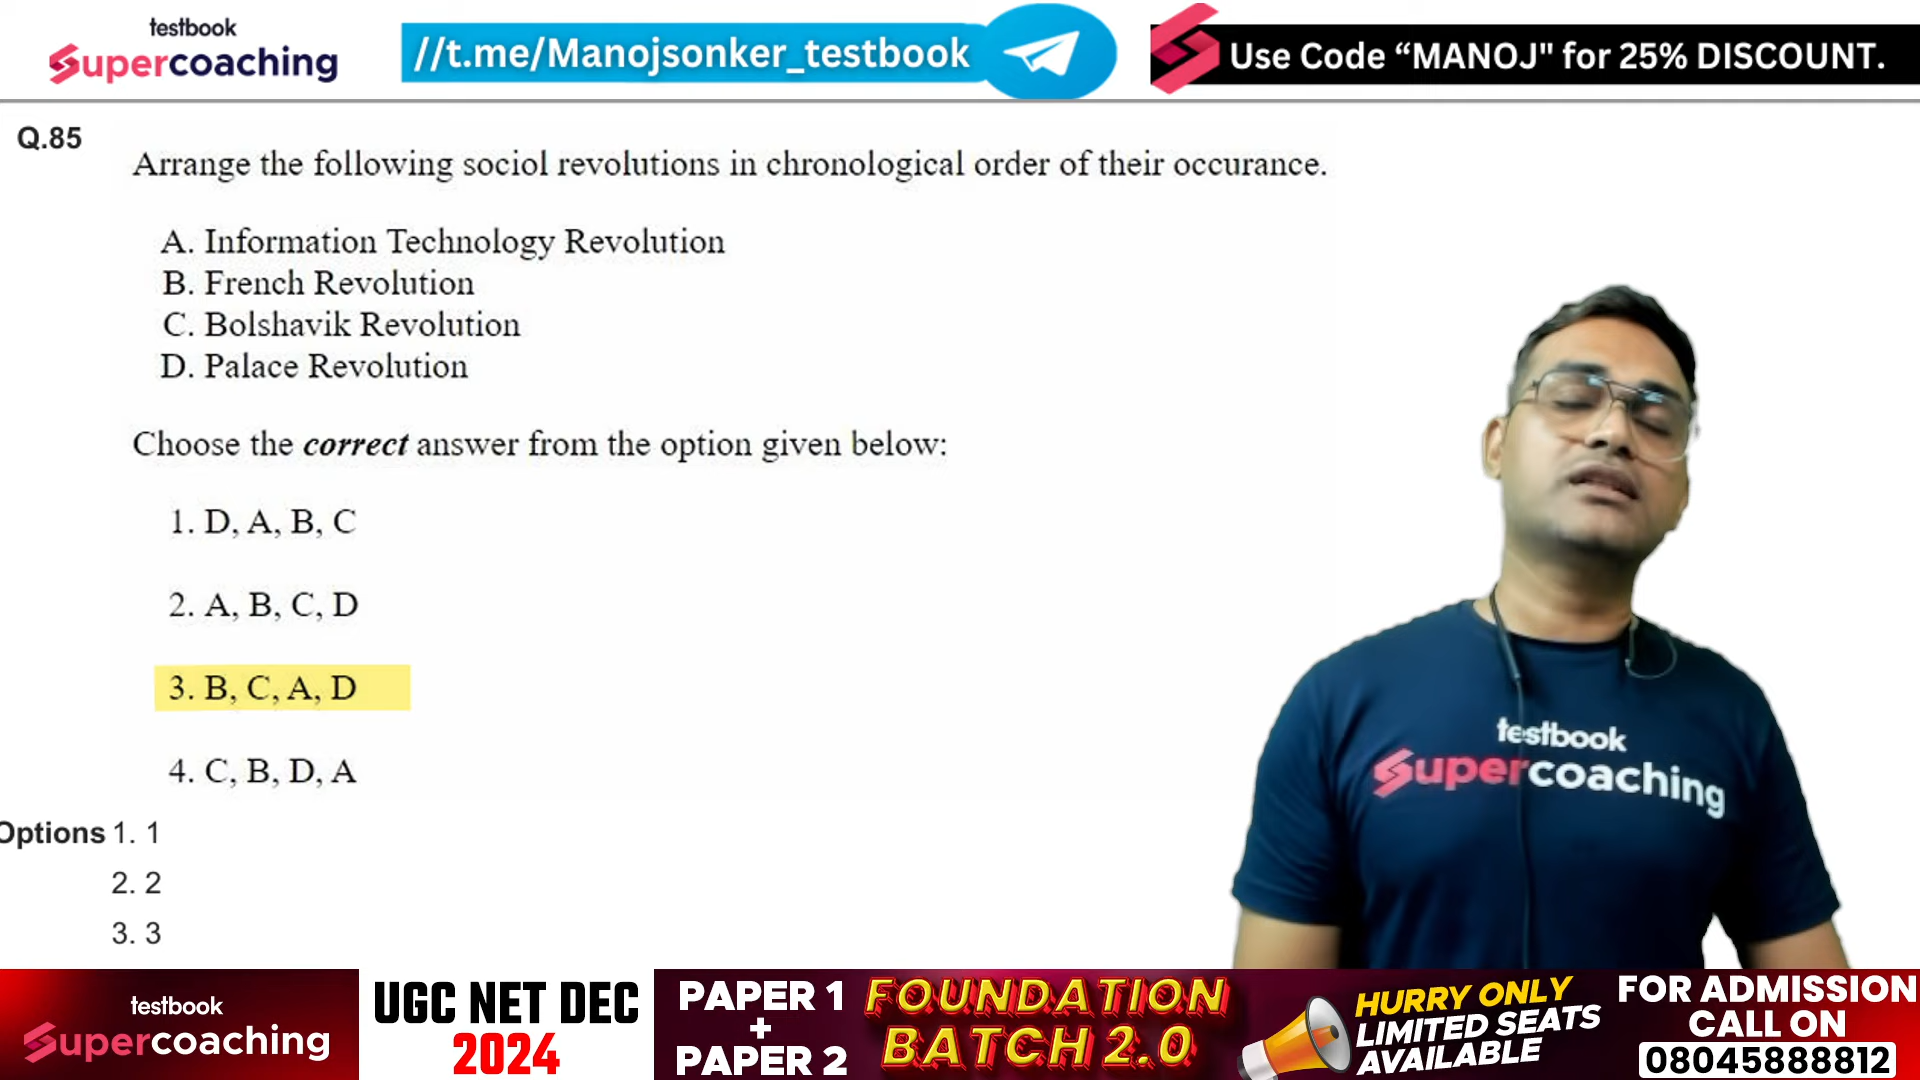 testbook
Supercoaching
//t.me/Manojsonker_testbook
Use Code “MANOJ" for 25% DISCOUNT.
Q.85
Arrange the following sociol revolutions in chronological order of their occurance.
A. Information Technology Revolution
B. French Revolution
C. Bolshavik Revolution
D. Palace Revolution
Choose the correct answer from the option given below:
1. D, A, B, C
2. A, B, C, D
3. B, C, A, D
4. C, B, D, A
Options 1. 1
2. 2
3. 3
testbook
Supercoaching
testbook
Supercoaching
UGC NET DEC
2024
PAPER 1
+
PAPER 2
FOUNDATION
BATCH 2.0
HURRY ONLY
LIMITED SEATS
AVAILABLE
FOR ADMISSION
CALL ON
08045888812